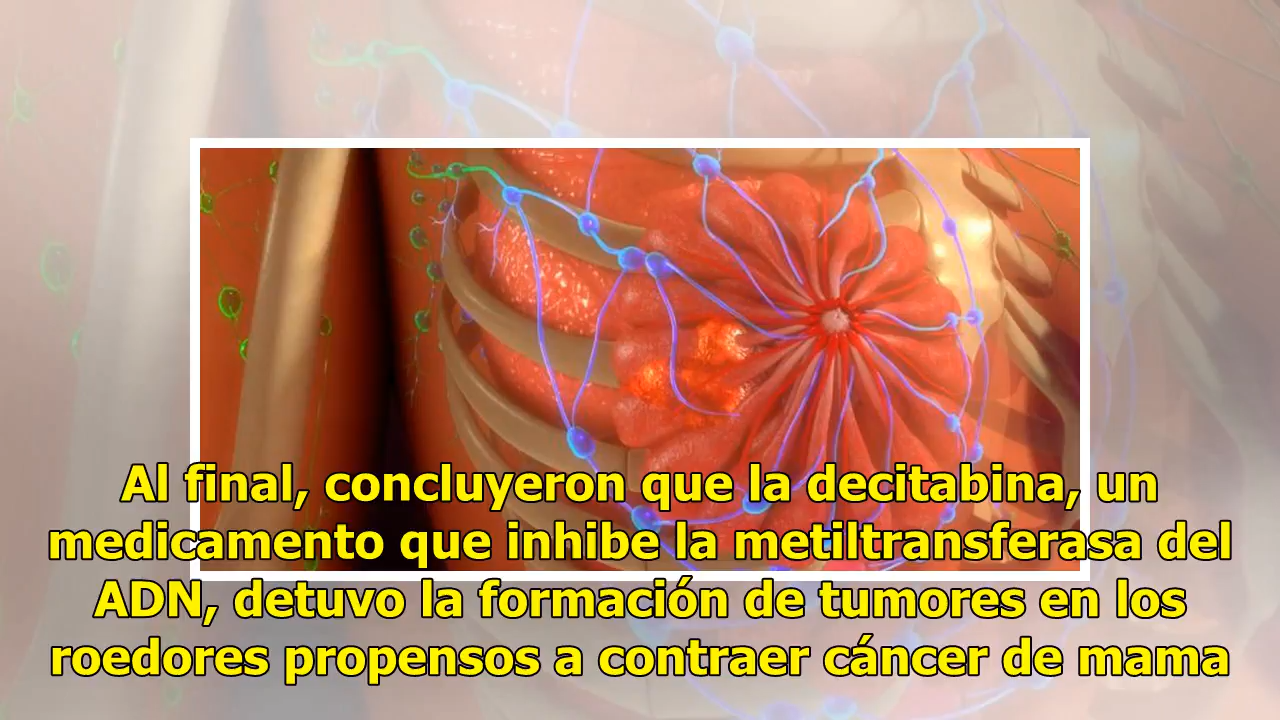 Al final, concluyeron que la decitabina, un
medicamento que inhibe la metiltransferasa del
ADN, detuvo la formación de tumores en los
roedores propensos a contraer cáncer de mama